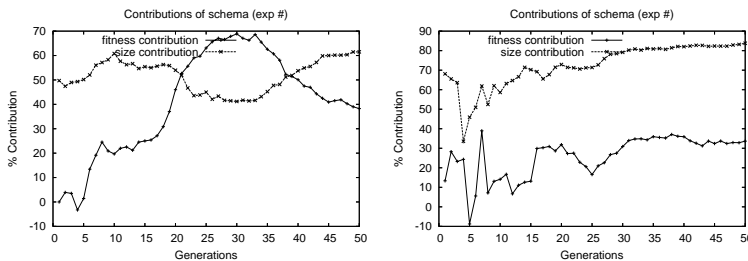 Contributions of schema (exp #)
fitness contribution
size contribution
% Contribution
70
60
50
40
30
20
10
0
-10
0 5 10 15 20 25 30 35 40 45 50
Generations
Contributions of schema (exp #)
fitness contribution
size contribution
% Contribution
90
80
70
60
50
40
30
20
10
0
-10
0 5 10 15 20 25 30 35 40 45 50
Generations